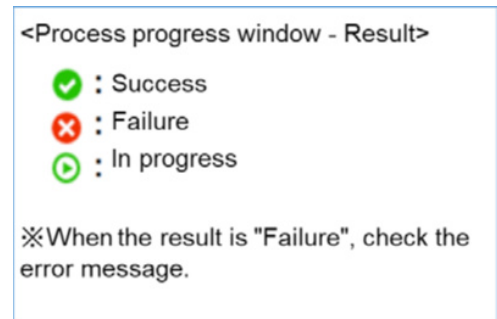 <Process progress window - Result>
: Success
: Failure
: In progress
※When the result is "Failure", check the
error message.